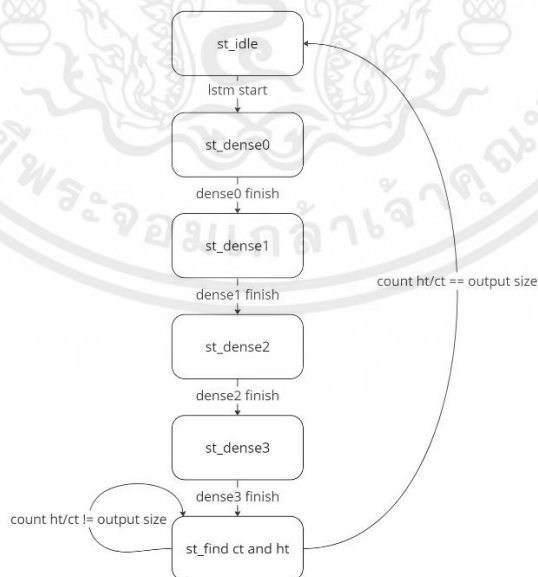 st_idle
lstm start
st_dense0
dense0 finish
st_dense1
dense1 finish
count ht/ct == output size
st_dense2
dense2 finish
st_dense3
dense3 finish
count ht/ct != output size
st_find ct and ht